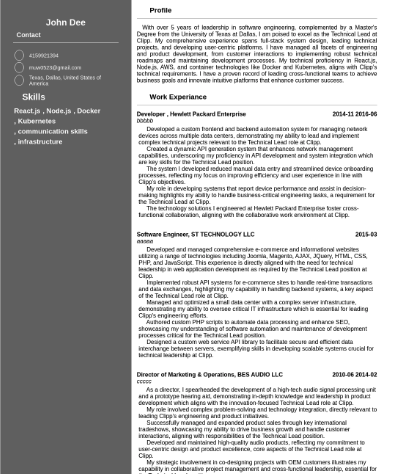 John Dee
Contact
4159921394
Texas, Dallas, United States of
America
Skills
React.js , Node.js , Docker
, Kubernetes
, communication skills
, infrastructure
Profile
With over 5 years of leadership in software engineering, complemented by a Master's
Degree from the University of Texas at Dallas, I am poised to excel as the Technical Lead at
Clipp. My comprehensive experience spans full-stack system design, leading technical
projects, and developing scalable software solutions. I have managed all facets of engineering
and product development, from customer interactions to implementing robust technical
roadmaps and maintaining development processes. My technical proficiency in React.js,
Node.js, AWS, and container technologies like Docker and Kubernetes, aligns with Clipp's
technical requirements. I have a proven record of leading cross-functional teams to achieve
business goals and innovate platforms that enhance customer success.
Work Experiance
Developer , Hewlett Packard Enterprise 2014-11 2016-06
ooooo
Developed a custom frontend and backend automation system for managing network
devices across multiple data centers, demonstrating my ability to lead and implement
complex technical projects relevant to the Technical Lead role at Clipp.
Created a dynamic API generation system that enhances network management
capabilities, underscoring my proficiency in API development and system integration which
are key skills for the Technical Lead position.
The system I developed reduced manual data entry and streamlined device onboarding
processes, reflecting my focus on improving efficiency and user experience in line with
Clipp's objectives.
My role in developing systems that report device performance and assist in decision-
making highlights my ability to handle business-critical engineering tasks, a requirement for
the Technical Lead at Clipp.
The technology solutions I engineered at Hewlett Packard Enterprise foster cross-
functional collaboration, aligning with the collaborative work environment at Clipp.
Software Engineer, ST TECHNOLOGY LLC 2015-03
ooooo
Developed and managed comprehensive e-commerce and informational websites
utilizing a range of technologies including Joomla, Magento, AJAX, JQuery, HTML, CSS,
PHP, and JavaScript. This experience is directly aligned with the need for technical
leadership in web application development as required by the Technical Lead position at
Clipp.
Implemented robust API systems for e-commerce sites to handle real-time transactions
and data exchanges, highlighting my capability in handling backend systems, a key aspect
of the Technical Lead role at Clipp.
Managed and optimized a small data center with a complex server infrastructure,
demonstrating my ability to oversee critical IT infrastructure which is essential for leading
Clipp's engineering efforts.
Authored custom PHP scripts to automate data processing and enhance SEO,
showcasing my understanding of software automation and maintenance of development
processes critical for the Technical Lead position.
Designed a custom web service API library to facilitate secure and efficient data
interchange between servers, exemplifying skills in developing scalable systems crucial for
technical leadership at Clipp.
Director of Marketing & Operations, BES AUDIO LLC 2010-06 2014-02
ccccc
As a director, I spearheaded the development of a high-tech audio signal processing unit
and a prototype hearing aid, demonstrating in-depth knowledge and leadership in product
development which aligns with the innovation-focused Technical Lead role at Clipp.
My role involved complex problem-solving and technology integration, directly relevant to
leading Clipp's engineering and product initiatives.
Successfully managed and expanded product sales through key international
tradeshows, showcasing my ability to drive business growth and handle customer
interactions, aligning with responsibilities of the Technical Lead position.
Developed and maintained high-quality audio products, reflecting my commitment to
user-centric design and product excellence, core aspects of the Technical Lead role at
Clipp.
My strategic involvement in co-designing projects with OEM customers illustrates my
capability in collaborative project management and cross-functional leadership, essential for